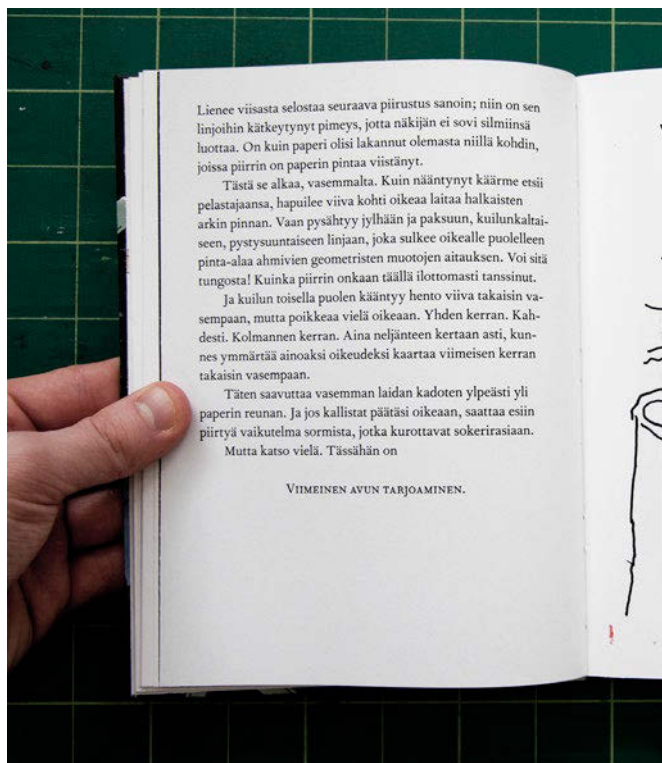 Lienee viisasta selostaa seuraava piirustus sanoin; niin on sen
linjoihin kätkeytynyt pimeys, jotta näkijän ei sovi silmiinsä
luottaa. On kuin paperi olisi lakannut olemasta niillä kohdin,
joissa piirrin on paperin pintaa viistänyt.
Tästä se alkaa, vasemmalta. Kuin nääntynyt käärme etsii
pelastajaansa, hapuilee viiva kohti oikeaa laitaa halkaisten
arkin pinnan. Vaan pysähtyy jylhään ja paksuun, kuilunkaltai-
seen, pystysuuntaiseen linjaan, joka sulkee oikealle puolelleen
pinta-alaa ahmivien geometristen muotojen aitauksen. Voi sitä
tungosta! Kuinka piirrin onkaan täällä ilottomasti tanssinut.
Ja kuilun toisella puolen kääntyy hento viiva takaisin va-
sempaan, mutta poikkeaa vielä oikeaan. Yhden kerran. Kah-
desti. Kolmannen kerran. Aina neljänteen kertaan asti, kun-
nes ymmärtää ainoaksi oikeudeksi kaartaa viimeisen kerran
takaisin vasempaan.
Täten saavuttaa vasemman laidan kadoten ylpeästi yli
paperin reunan. Ja jos kallistat päätäsi oikeaan, saattaa esiin
piirtyä vaikutelma sormista, jotka kurottavat sokerirasiaan.
Mutta katso vielä. Tässähän on
VIIMEINEN AVUN TARJOAMINEN.